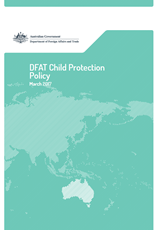 Australian Government
Department of Foreign Affairs and Trade
DFAT Child Protection
Policy
March 2017